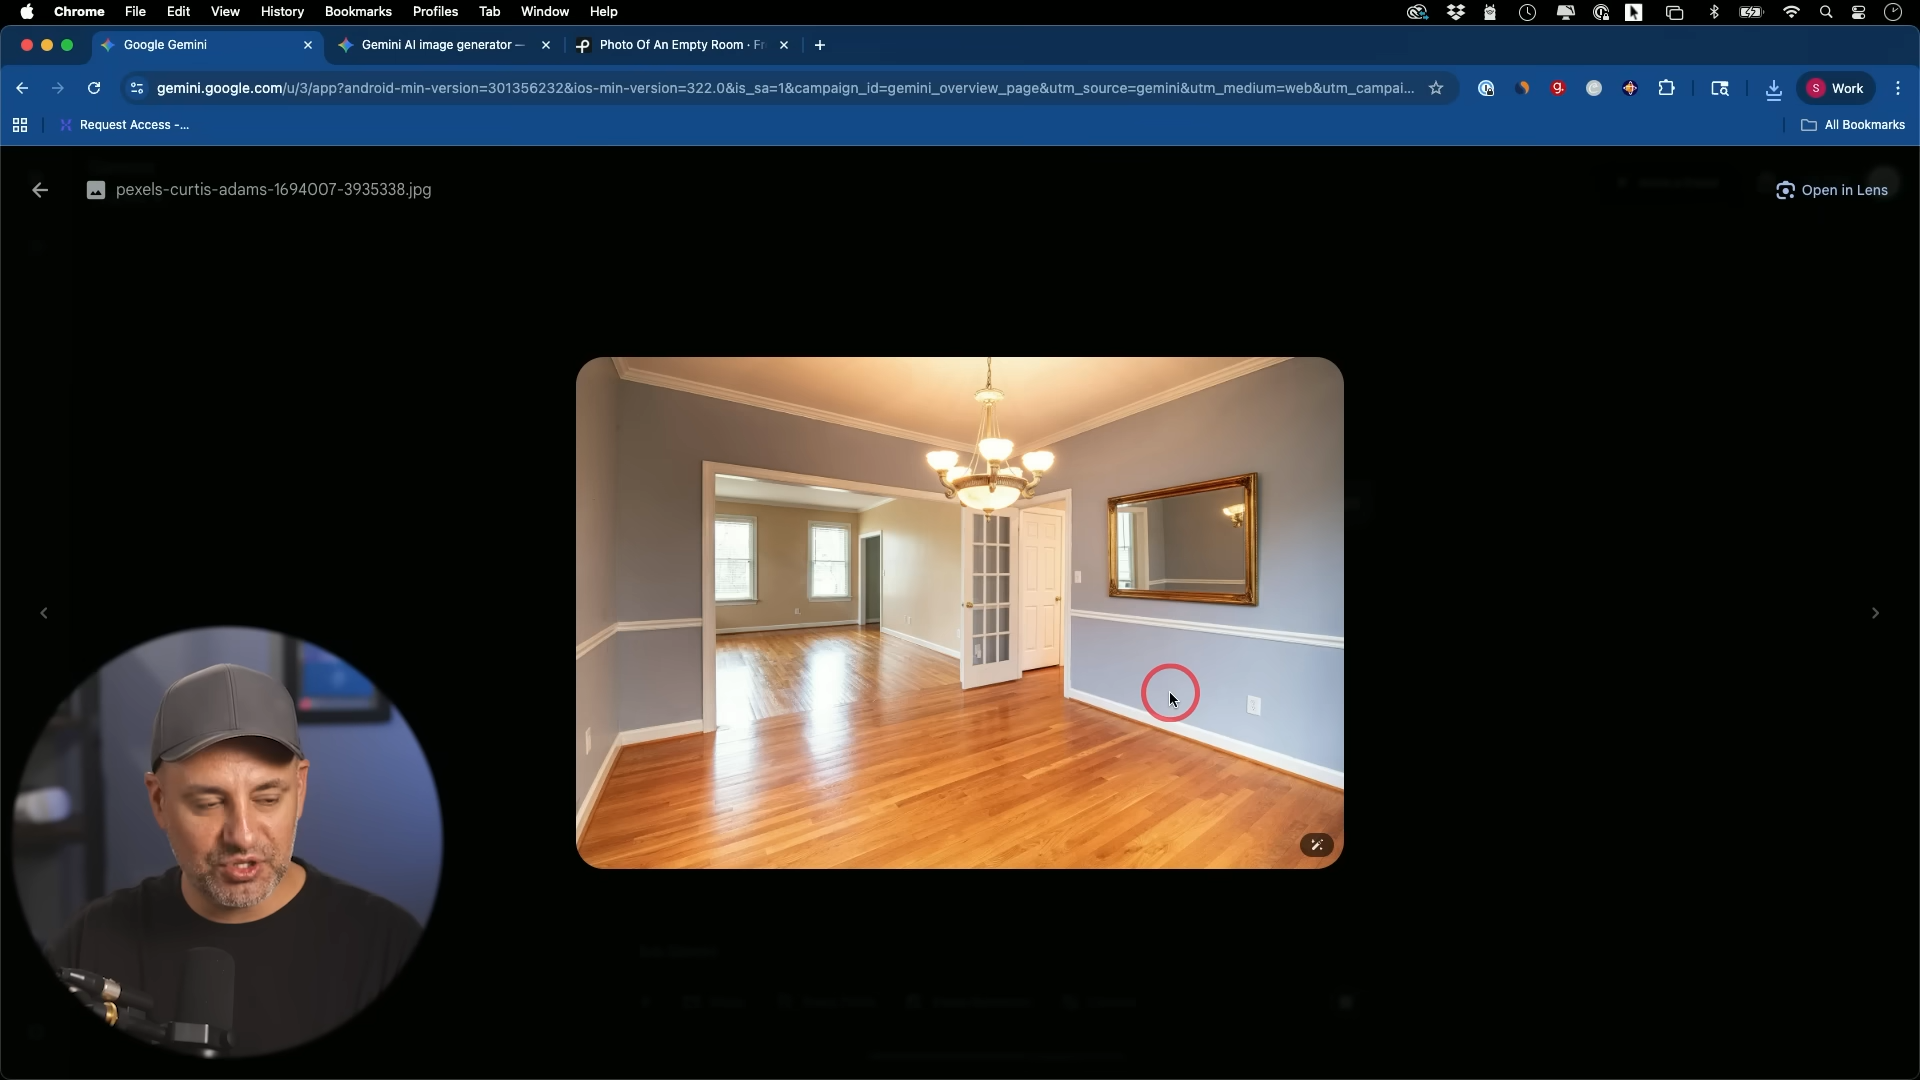 Chrome File Edit View History Bookmarks Profiles Tab Window Help
Google Gemini
Gemini AI image generator —
Photo Of An Empty Room · Fr
gemini.google.com/u/3/app?android-min-version=301356232&ios-min-version=322.0&is_sa=1&campaign_id=gemini_overview_page&utm_source=gemini&utm_medium=web&utm_campai...
S Work
Request Access -...
All Bookmarks
pexels-curtis-adams-1694007-3935338.jpg
Open in Lens